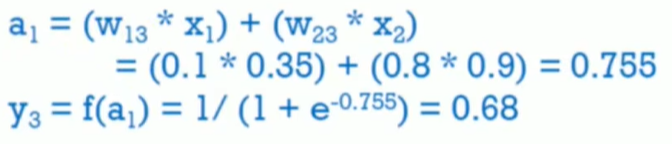 a₁ = (w₁₃ * x₁) + (w₂₃ * x₂)
= (0.1 * 0.35) + (0.8 * 0.9) = 0.755
y₃ = f(a₁) = 1/ (1 + e⁻⁰·⁷⁵⁵) = 0.68